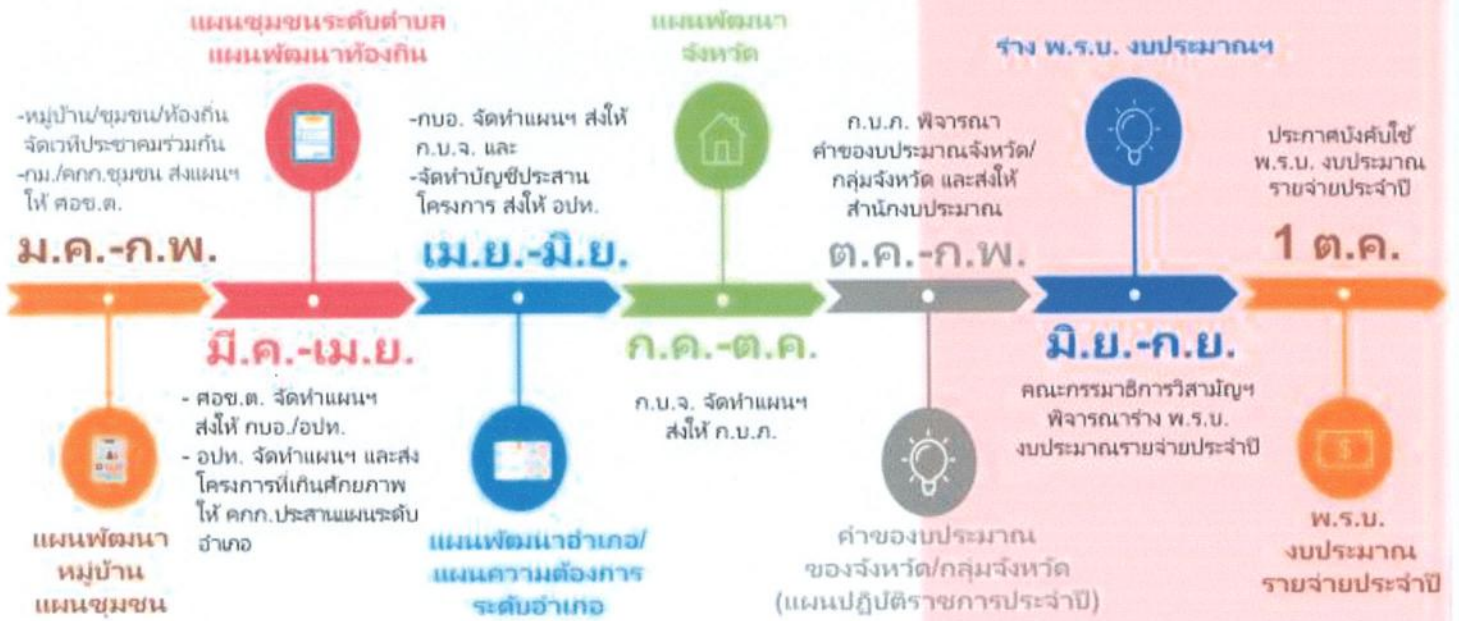 แผนชุมชนระดับตำบล
แผนพัฒนาท้องถิ่น
แผนพัฒนา
จังหวัด
ร่าง พ.ร.บ. งบประมาณฯ
-หมู่บ้าน/ชุมชน/ท้องถิ่น
จัดเวทีประชาคมร่วมกัน
-กม./คกก.ชุมชน ส่งแผนฯ
ให้ ศอช.ต.
-กบอ. จัดทำแผนฯ ส่งให้
ก.บ.จ. และ
-จัดทำบัญชีประสาน
โครงการ ส่งให้ อปท.
ก.บ.ภ. พิจารณา
คำของบประมาณจังหวัด/
กลุ่มจังหวัด และส่งให้
สำนักงบประมาณ
ประกาศบังคับใช้
พ.ร.บ. งบประมาณ
รายจ่ายประจำปี
ม.ค.-ก.พ.
เม.ย.-มิ.ย.
ต.ค.-ก.พ.
1 ต.ค.
มี.ค.-เม.ย.
ก.ค.-ต.ค.
มิ.ย.-ก.ย.
- ศอช.ต. จัดทำแผนฯ
ส่งให้ กบอ./อปท.
- อปท. จัดทำแผนฯ และส่ง
โครงการที่เกินศักยภาพ
ให้ คกก.ประสานแผนระดับ
อำเภอ
ก.บ.จ. จัดทำแผนฯ
ส่งให้ ก.บ.ภ.
คณะกรรมาธิการวิสามัญฯ
พิจารณาร่าง พ.ร.บ.
งบประมาณรายจ่ายประจำปี
แผนพัฒนา
หมู่บ้าน
แผนชุมชน
แผนพัฒนาอำเภอ/
แผนความต้องการ
ระดับอำเภอ
คำของบประมาณ
ของจังหวัด/กลุ่มจังหวัด
(แผนปฏิบัติราชการประจำปี)
พ.ร.บ.
งบประมาณ
รายจ่ายประจำปี